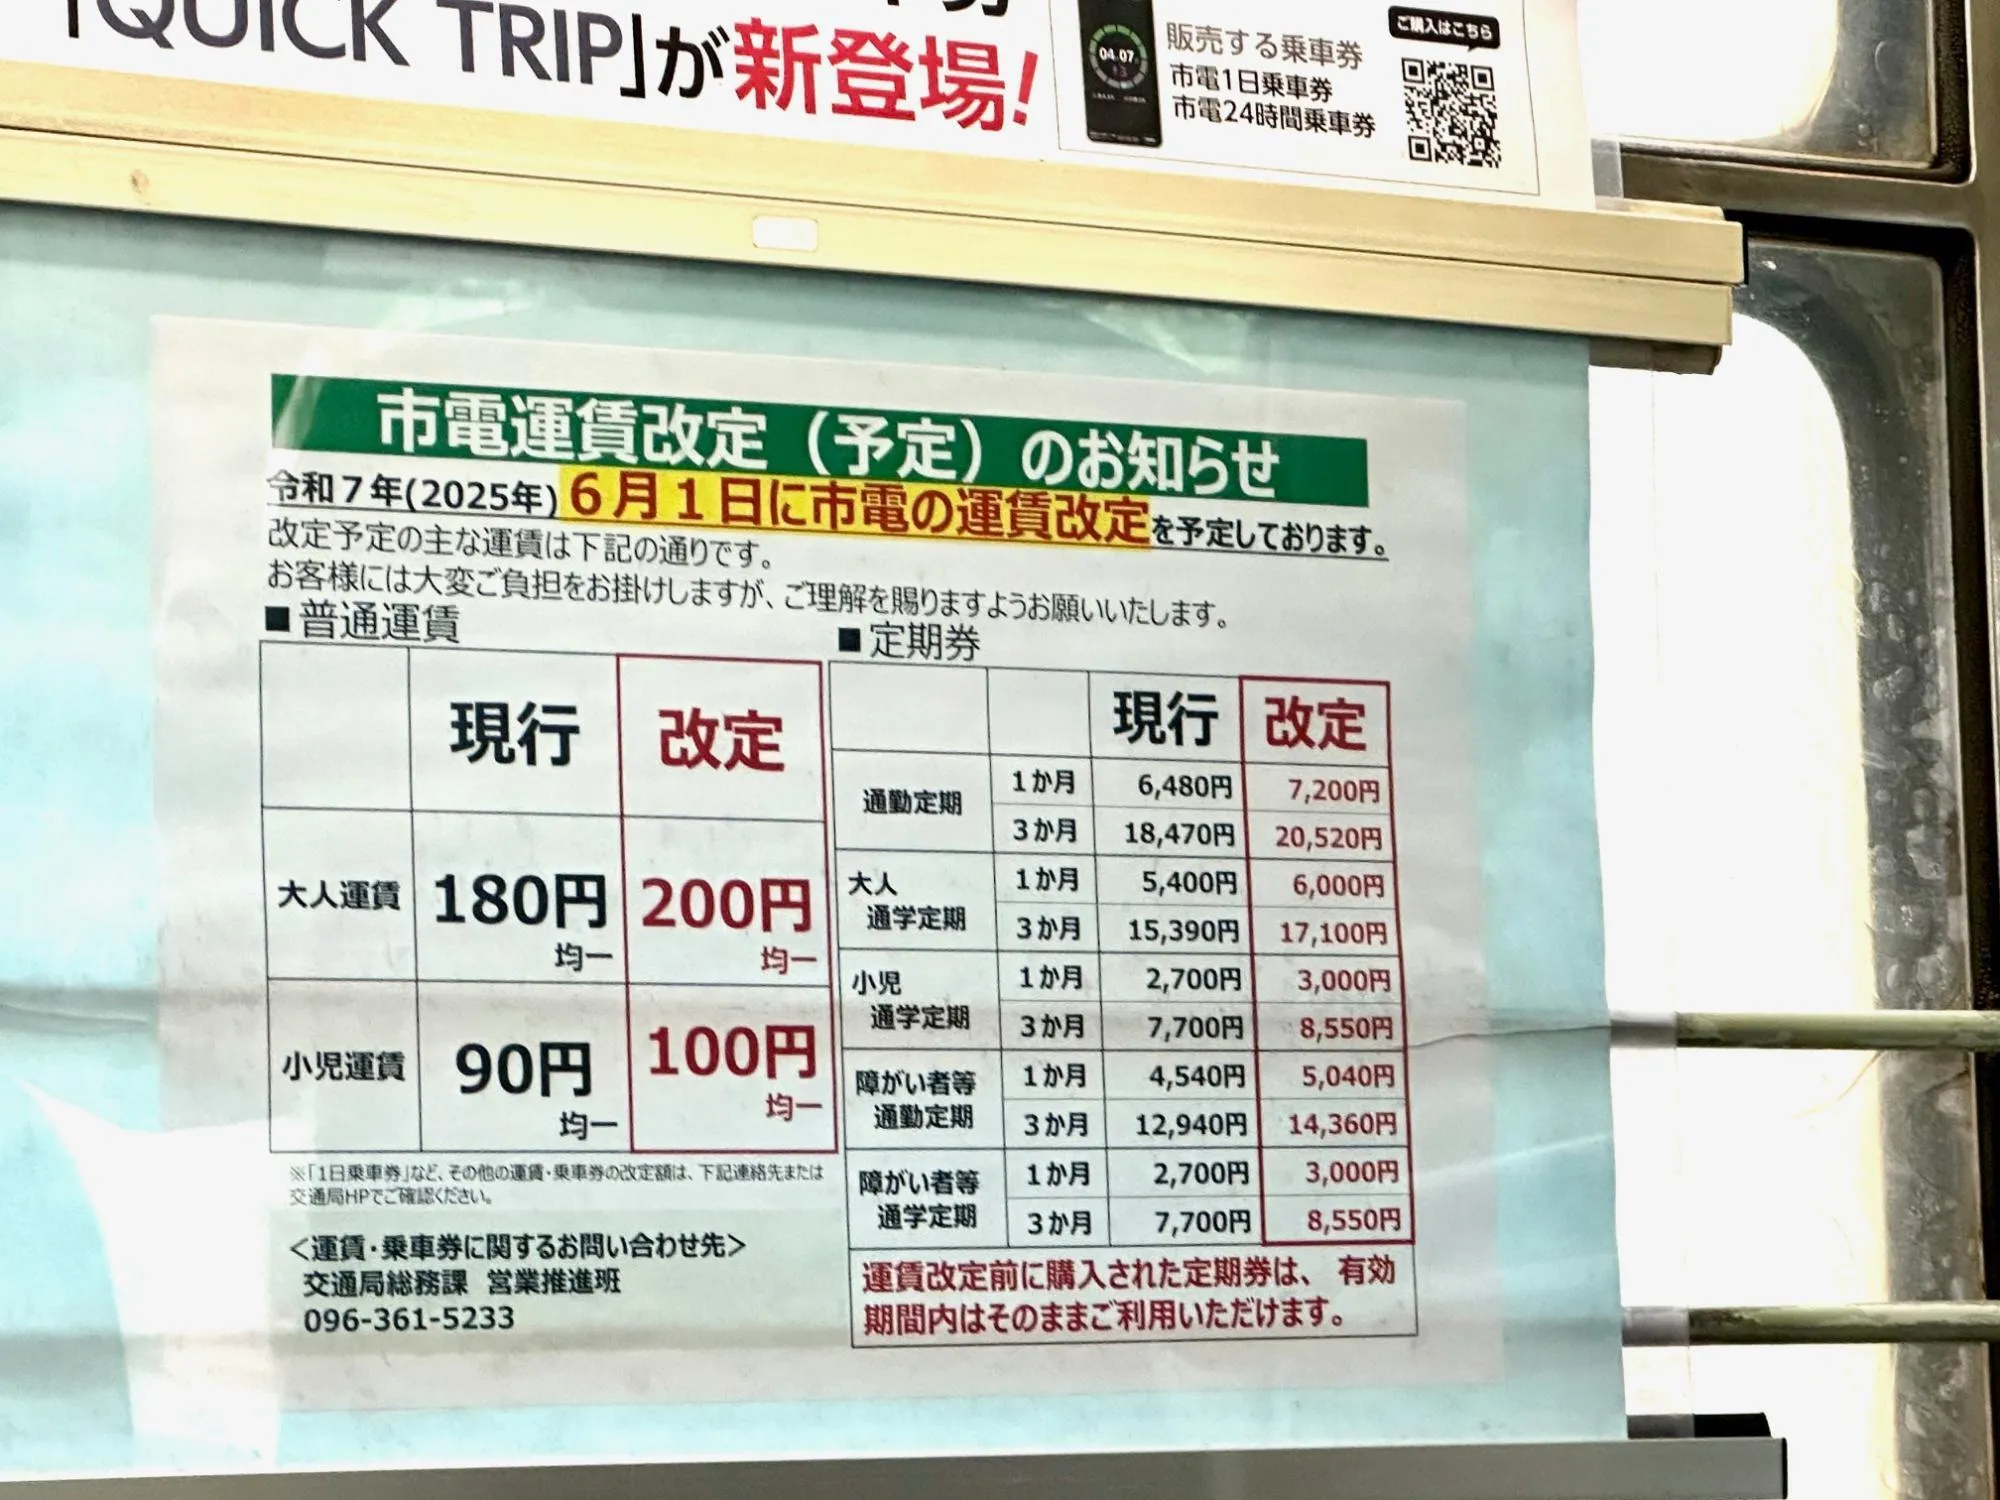 「QUICK TRIP」が新登場!
ご購入はこちら
04.07
販売する乗車券
市電1日乗車券
市電24時間乗車券
市電運賃改定（予定）のお知らせ
令和７年(2025年)６月１日に市電の運賃改定を予定しております。
改定予定の主な運賃は下記の通りです。
お客様には大変ご負担をお掛けしますが、ご理解を賜りますようお願いいたします。
■普通運賃
現行 改定
大人運賃 180円 均一 200円 均一
小児運賃 90円 均一 100円 均一
※「1日乗車券」など、その他の運賃・乗車券の改定額は、下記連絡先または
交通局HPでご確認ください。
＜運賃・乗車券に関するお問い合わせ先＞
交通局総務課 営業推進班
096-361-5233
■定期券
現行 改定
通勤定期 1か月 6,480円 7,200円
3か月 18,470円 20,520円
大人通学定期 1か月 5,400円 6,000円
3か月 15,390円 17,100円
小児通学定期 1か月 2,700円 3,000円
3か月 7,700円 8,550円
障がい者等通勤定期 1か月 4,540円 5,040円
3か月 12,940円 14,360円
障がい者等通学定期 1か月 2,700円 3,000円
3か月 7,700円 8,550円
運賃改定前に購入された定期券は、有効
期間内はそのままご利用いただけます。